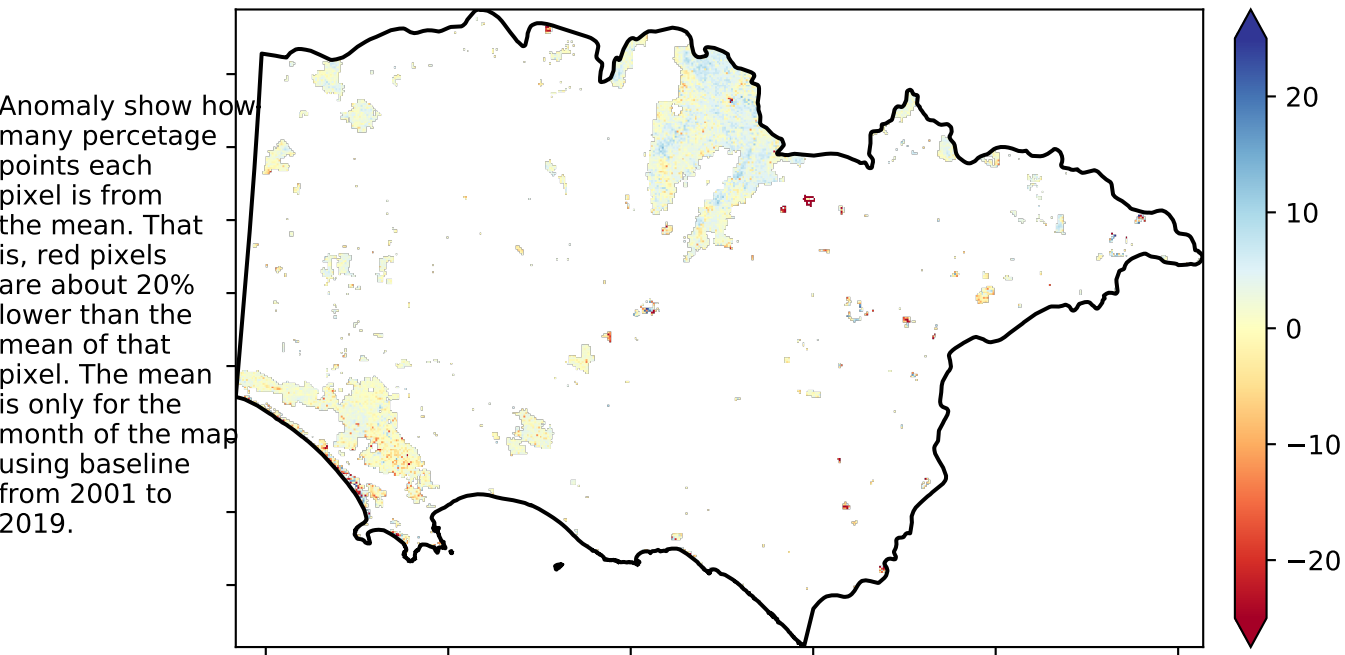 Anomaly show how
many percetage
points each
pixel is from
the mean. That
is, red pixels
are about 20%
lower than the
mean of that
pixel. The mean
is only for the
month of the map
using baseline
from 2001 to
2019.
20
10
0
−10
−20